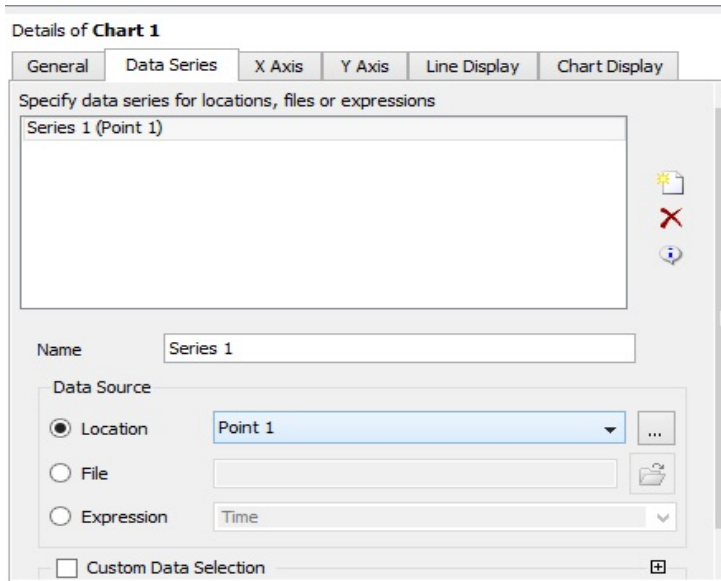 Details of Chart 1
General Data Series X Axis Y Axis Line Display Chart Display
Specify data series for locations, files or expressions
Series 1 (Point 1)
Name Series 1
Data Source
Location Point 1 ...
File
Expression Time
Custom Data Selection